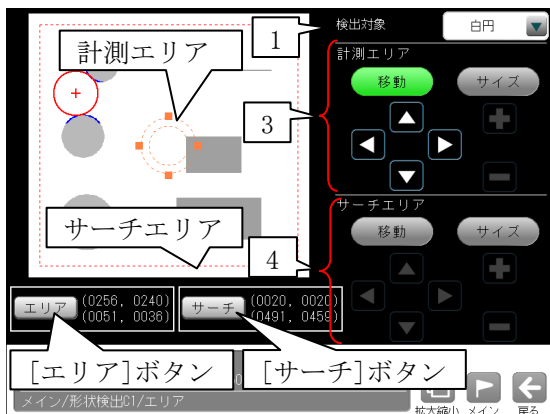 検出対象
白円
1
計測エリア
計測エリア
移動
サイズ
3
サーチエリア
サーチエリア
移動
サイズ
4
エリア
(0256, 0240)
(0051, 0036)
サーチ
(0020, 0020)
(0491, 0459)
[エリア]ボタン
[サーチ]ボタン
メイン/形状検出C1/エリア
拡大縮小
メイン
戻る